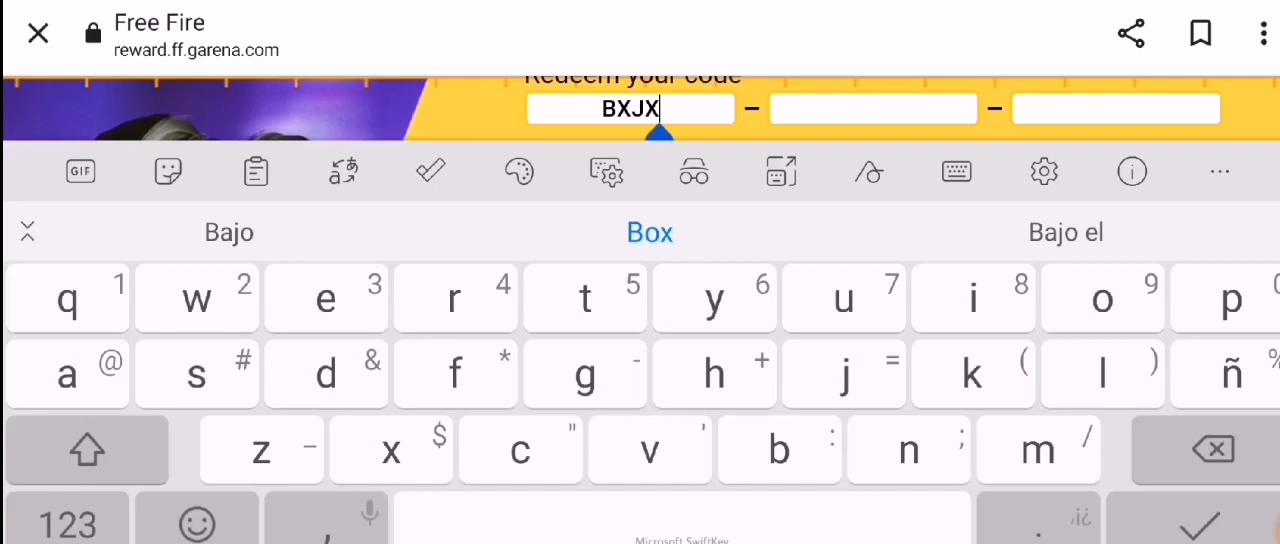 Free Fire
reward.ff.garena.com
Redeem your code
BXJX - -
GIF
Bajo Box Bajo el
q 1 w 2 e 3 r 4 t 5 y 6 u 7 i 8 o 9 p 0
a @ s # d & f * g - h + j = k ( l ) ñ %
z _ x $ c " v ' b : n ; m /
123 , . ,!¿
Microsoft SwiftKey